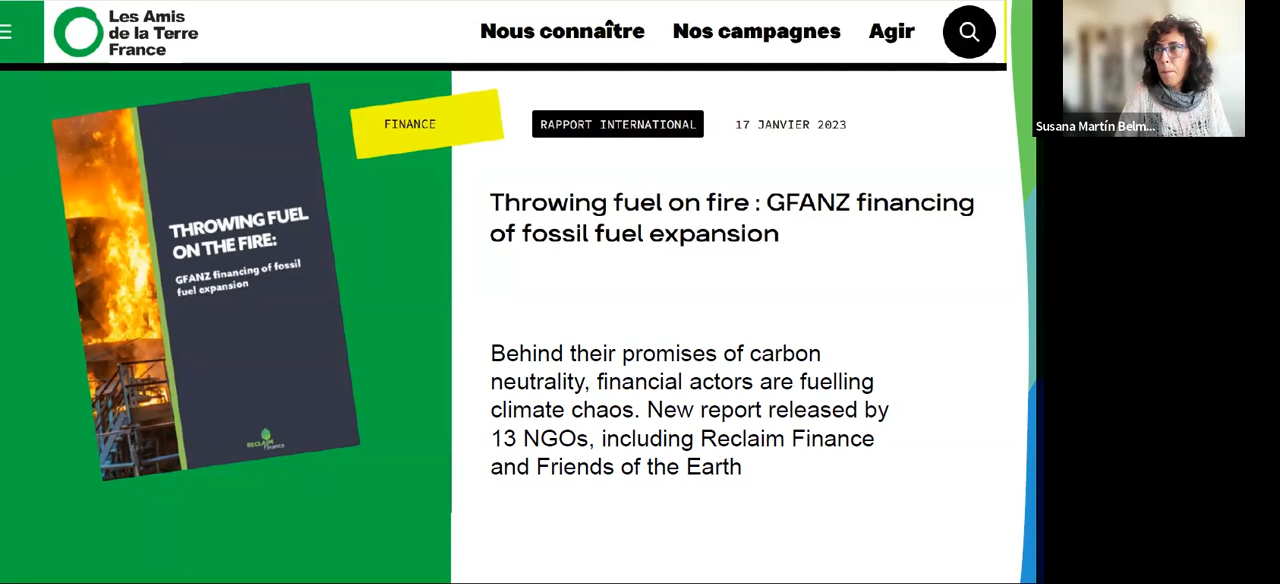 Les Amis
de la Terre
France
Nous connaître
Nos campagnes
Agir
FINANCE
RAPPORT INTERNATIONAL
17 JANVIER 2023
THROWING FUEL
ON THE FIRE:
GFANZ financing of fossil
fuel expansion
RECLAIM
Finance
Throwing fuel on fire : GFANZ financing
of fossil fuel expansion
Behind their promises of carbon
neutrality, financial actors are fuelling
climate chaos. New report released by
13 NGOs, including Reclaim Finance
and Friends of the Earth
Susana Martín Belm...